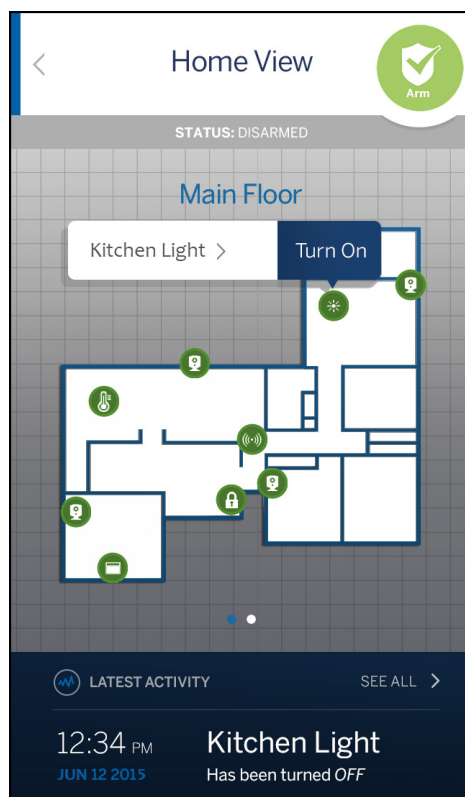 Home View
Arm
STATUS: DISARMED
Main Floor
Kitchen Light Turn On
LATEST ACTIVITY SEE ALL
12:34 PM Kitchen Light
JUN 12 2015 Has been turned OFF